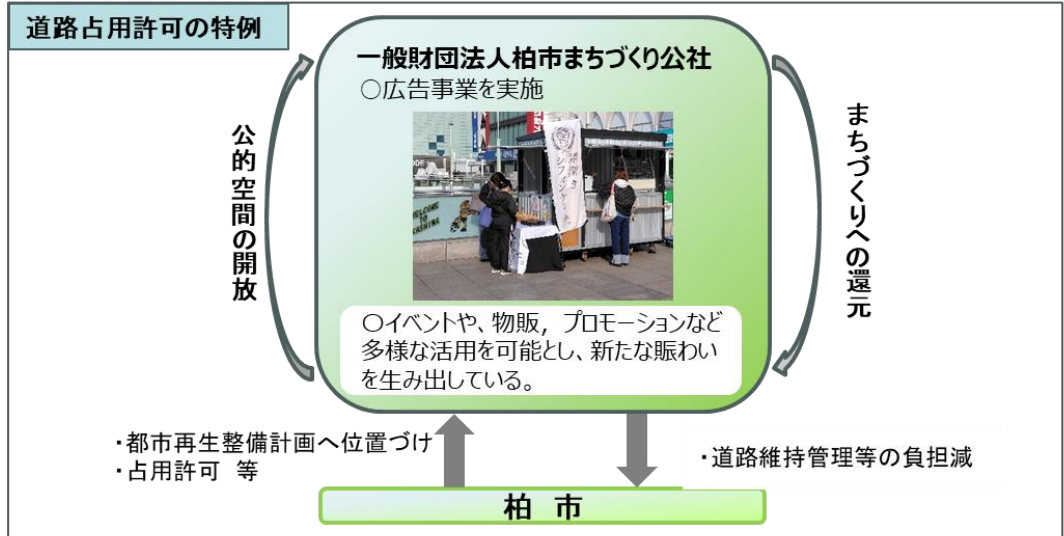 道路占用許可の特例
一般財団法人柏市まちづくり公社
○広告事業を実施
公的空間の開放
まちづくりへの還元
WELCOME
TO
KASHIWA
○イベントや、物販，プロモーションなど
多様な活用を可能とし、新たな賑わい
を生み出している。
・都市再生整備計画へ位置づけ
・占用許可 等
・道路維持管理等の負担減
柏 市